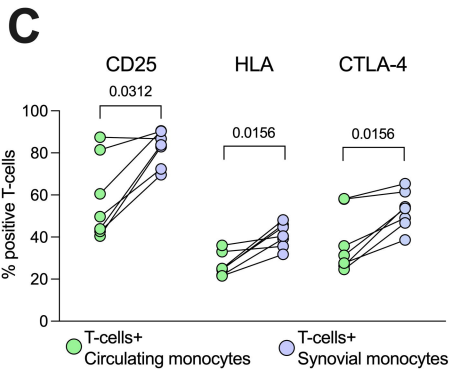 C
CD25 HLA CTLA-4
0.0312
0.0156 0.0156
% positive T-cells
100
80
60
40
20
0
T-cells+
Circulating monocytes
T-cells+
Synovial monocytes